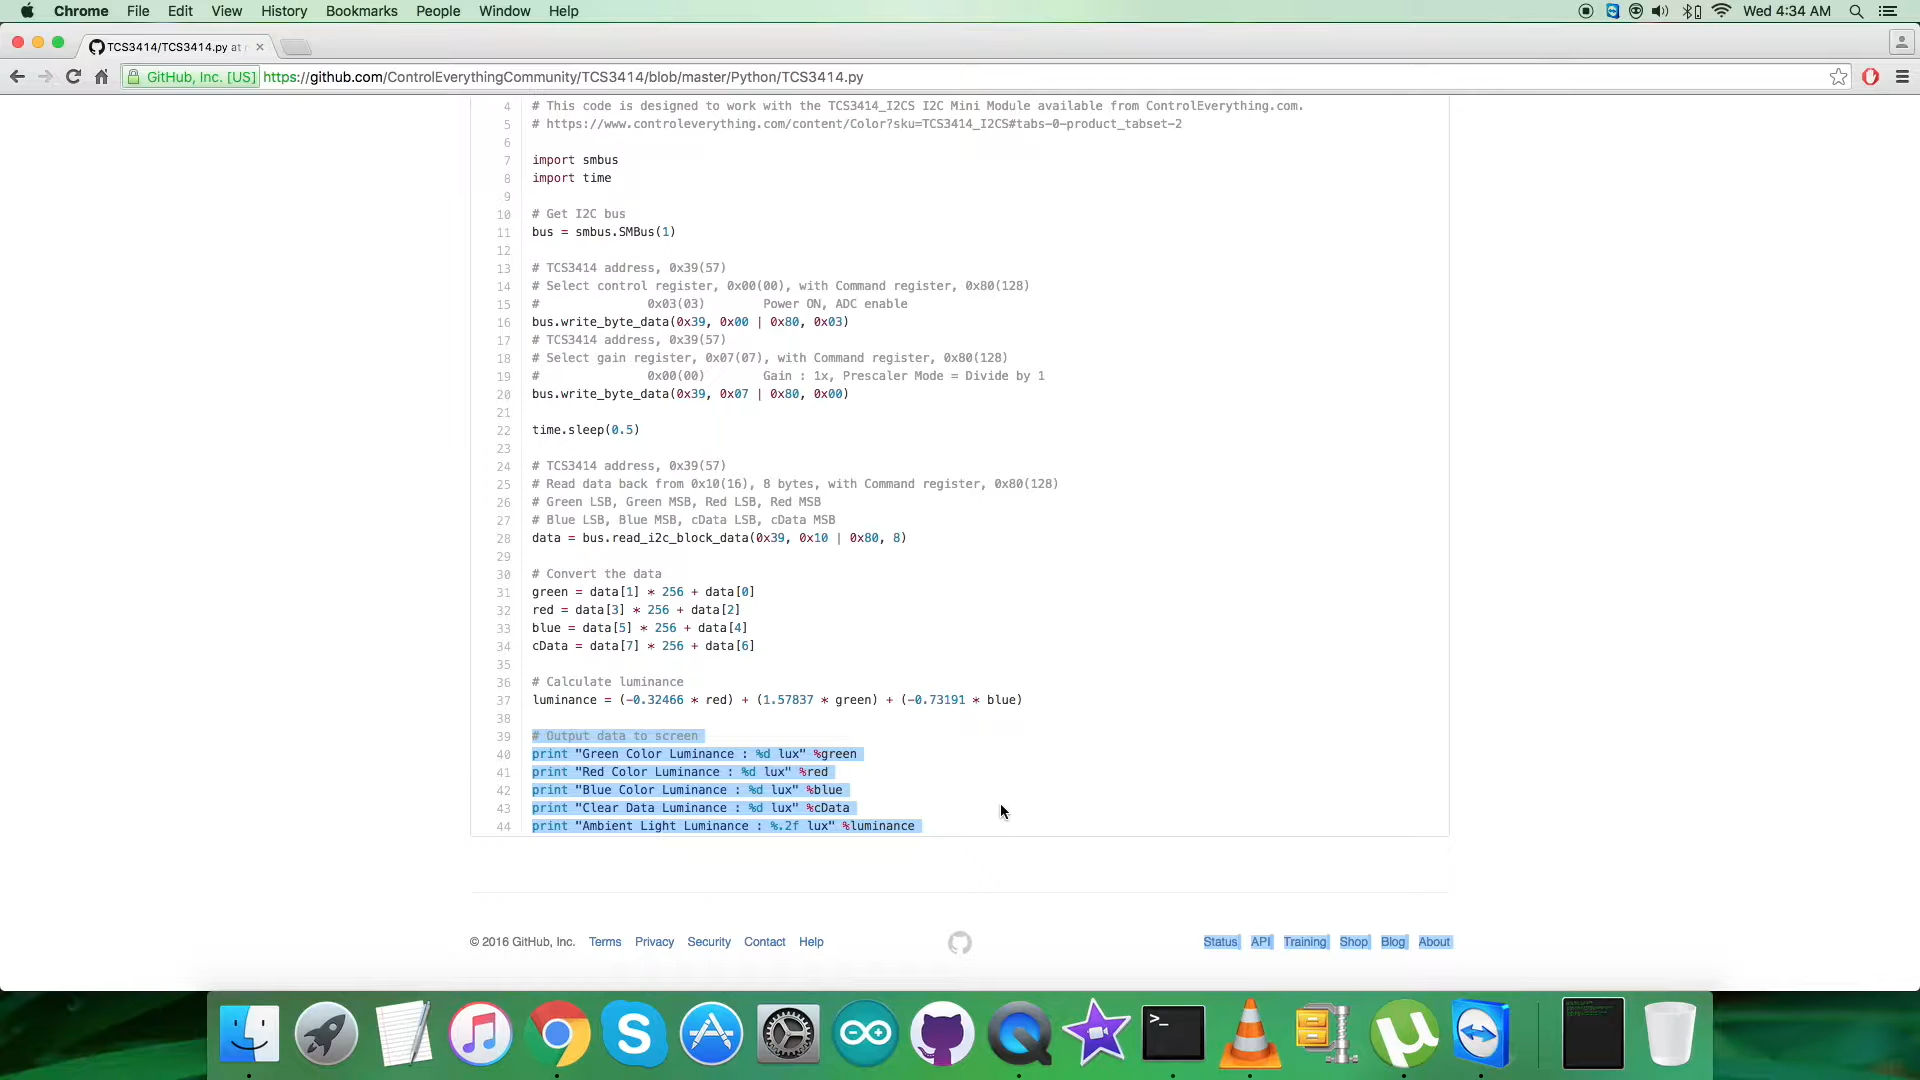 Chrome File Edit View History Bookmarks People Window Help Wed 4:34 AM
TCS3414/TCS3414.py at
GitHub, Inc. [US] https://github.com/ControlEverythingCommunity/TCS3414/blob/master/Python/TCS3414.py
4 # This code is designed to work with the TCS3414_I2CS I2C Mini Module available from ControlEverything.com.
5 # https://www.controleverything.com/content/Color?sku=TCS3414_I2CS#tabs-0-product_tabset-2
6
7 import smbus
8 import time
9
10 # Get I2C bus
11 bus = smbus.SMBus(1)
12
13 # TCS3414 address, 0x39(57)
14 # Select control register, 0x00(00), with Command register, 0x80(128)
15 # 0x03(03) Power ON, ADC enable
16 bus.write_byte_data(0x39, 0x00 | 0x80, 0x03)
17 # TCS3414 address, 0x39(57)
18 # Select gain register, 0x07(07), with Command register, 0x80(128)
19 # 0x00(00) Gain : 1x, Prescaler Mode = Divide by 1
20 bus.write_byte_data(0x39, 0x07 | 0x80, 0x00)
21
22 time.sleep(0.5)
23
24 # TCS3414 address, 0x39(57)
25 # Read data back from 0x10(16), 8 bytes, with Command register, 0x80(128)
26 # Green LSB, Green MSB, Red LSB, Red MSB
27 # Blue LSB, Blue MSB, cData LSB, cData MSB
28 data = bus.read_i2c_block_data(0x39, 0x10 | 0x80, 8)
29
30 # Convert the data
31 green = data[1] * 256 + data[0]
32 red = data[3] * 256 + data[2]
33 blue = data[5] * 256 + data[4]
34 cData = data[7] * 256 + data[6]
35
36 # Calculate luminance
37 luminance = (-0.32466 * red) + (1.57837 * green) + (-0.73191 * blue)
38
39 # Output data to screen
40 print "Green Color Luminance : %d lux" %green
41 print "Red Color Luminance : %d lux" %red
42 print "Blue Color Luminance : %d lux" %blue
43 print "Clear Data Luminance : %d lux" %cData
44 print "Ambient Light Luminance : %.2f lux" %luminance
© 2016 GitHub, Inc. Terms Privacy Security Contact Help Status API Training Shop Blog About